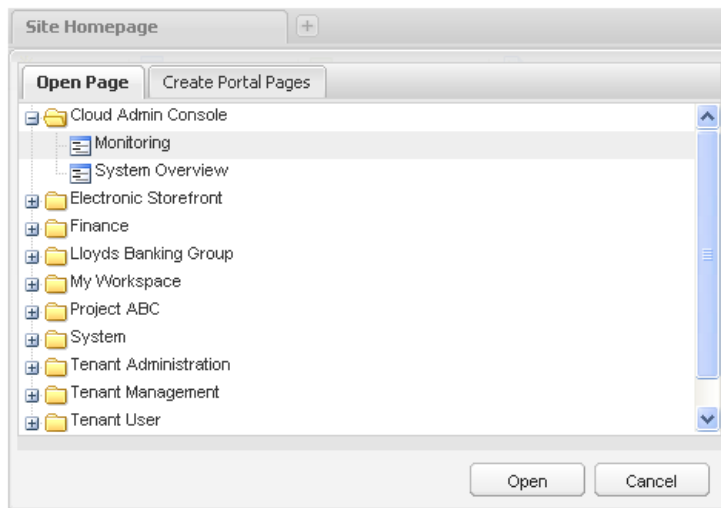 Site Homepage
Open Page
Create Portal Pages
Cloud Admin Console
Monitoring
System Overview
Electronic Storefront
Finance
Lloyds Banking Group
My Workspace
Project ABC
System
Tenant Administration
Tenant Management
Tenant User
Open
Cancel